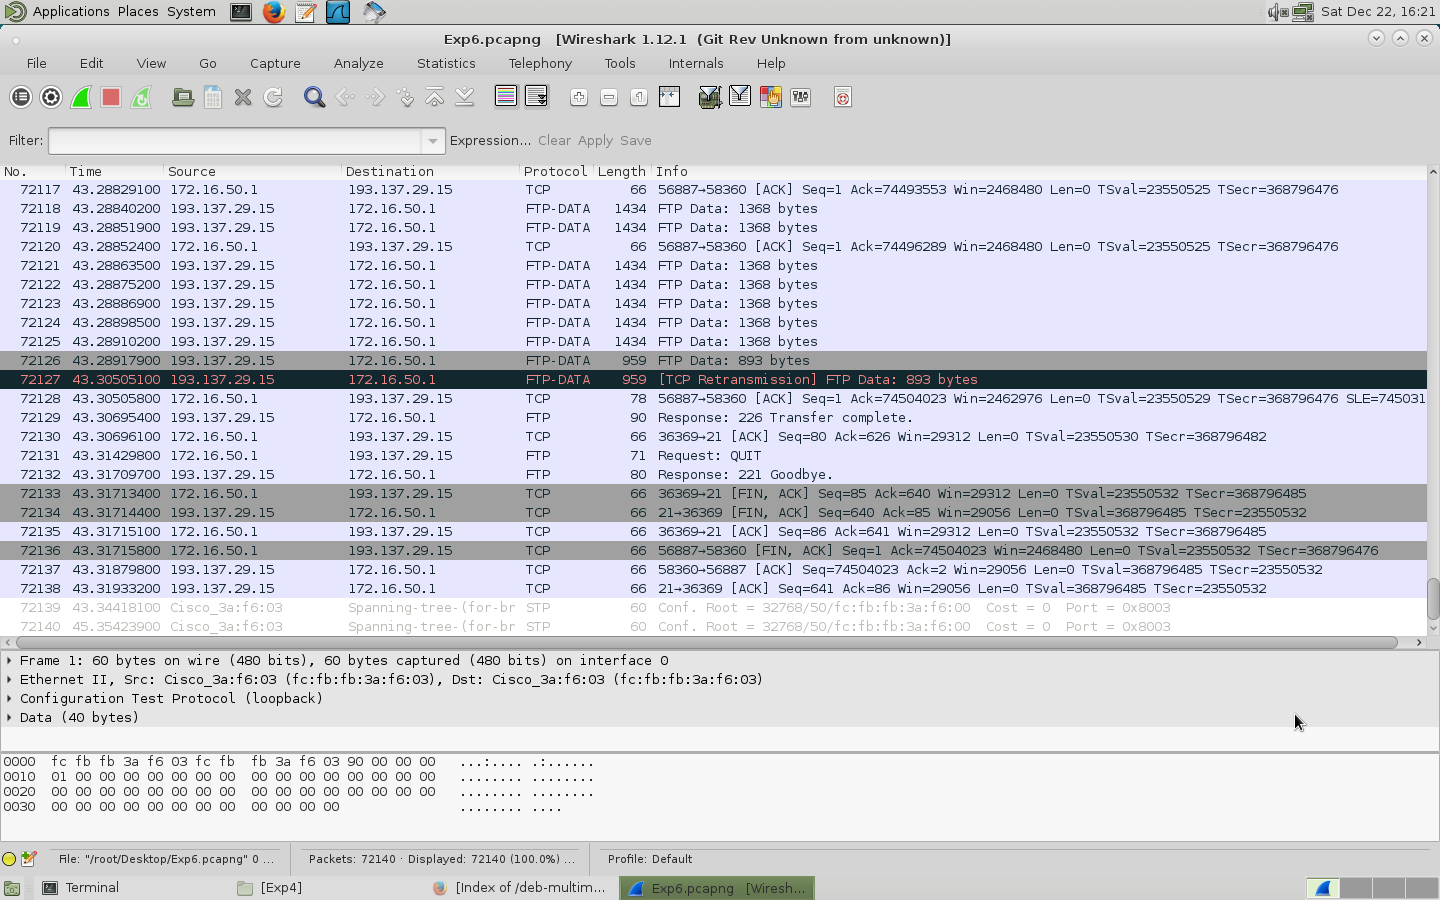 Applications Places System Sat Dec 22, 16:21
Exp6.pcapng [Wireshark 1.12.1 (Git Rev Unknown from unknown)]
File Edit View Go Capture Analyze Statistics Telephony Tools Internals Help
Filter: Expression... Clear Apply Save
No. Time Source Destination Protocol Length Info
72117 43.28829100 172.16.50.1 193.137.29.15 TCP 66 56887→58360 [ACK] Seq=1 Ack=74493553 Win=2468480 Len=0 TSval=23550525 TSecr=368796476
72118 43.28840200 193.137.29.15 172.16.50.1 FTP-DATA 1434 FTP Data: 1368 bytes
72119 43.28851900 193.137.29.15 172.16.50.1 FTP-DATA 1434 FTP Data: 1368 bytes
72120 43.28852400 172.16.50.1 193.137.29.15 TCP 66 56887→58360 [ACK] Seq=1 Ack=74496289 Win=2468480 Len=0 TSval=23550525 TSecr=368796476
72121 43.28863500 193.137.29.15 172.16.50.1 FTP-DATA 1434 FTP Data: 1368 bytes
72122 43.28875200 193.137.29.15 172.16.50.1 FTP-DATA 1434 FTP Data: 1368 bytes
72123 43.28886900 193.137.29.15 172.16.50.1 FTP-DATA 1434 FTP Data: 1368 bytes
72124 43.28898500 193.137.29.15 172.16.50.1 FTP-DATA 1434 FTP Data: 1368 bytes
72125 43.28910200 193.137.29.15 172.16.50.1 FTP-DATA 1434 FTP Data: 1368 bytes
72126 43.28917900 193.137.29.15 172.16.50.1 FTP-DATA 959 FTP Data: 893 bytes
72127 43.30505100 193.137.29.15 172.16.50.1 FTP-DATA 959 [TCP Retransmission] FTP Data: 893 bytes
72128 43.30505800 172.16.50.1 193.137.29.15 TCP 78 56887→58360 [ACK] Seq=1 Ack=74504023 Win=2462976 Len=0 TSval=23550529 TSecr=368796476 SLE=745031
72129 43.30695400 193.137.29.15 172.16.50.1 FTP 90 Response: 226 Transfer complete.
72130 43.30696100 172.16.50.1 193.137.29.15 TCP 66 36369→21 [ACK] Seq=80 Ack=626 Win=29312 Len=0 TSval=23550530 TSecr=368796482
72131 43.31429800 172.16.50.1 193.137.29.15 FTP 71 Request: QUIT
72132 43.31709700 193.137.29.15 172.16.50.1 FTP 80 Response: 221 Goodbye.
72133 43.31713400 172.16.50.1 193.137.29.15 TCP 66 36369→21 [FIN, ACK] Seq=85 Ack=640 Win=29312 Len=0 TSval=23550532 TSecr=368796485
72134 43.31714400 193.137.29.15 172.16.50.1 TCP 66 21→36369 [FIN, ACK] Seq=640 Ack=85 Win=29056 Len=0 TSval=368796485 TSecr=23550532
72135 43.31715100 172.16.50.1 193.137.29.15 TCP 66 36369→21 [ACK] Seq=86 Ack=641 Win=29312 Len=0 TSval=23550532 TSecr=368796485
72136 43.31715800 172.16.50.1 193.137.29.15 TCP 66 56887→58360 [FIN, ACK] Seq=1 Ack=74504023 Win=2468480 Len=0 TSval=23550532 TSecr=368796476
72137 43.31879800 193.137.29.15 172.16.50.1 TCP 66 58360→56887 [ACK] Seq=74504023 Ack=2 Win=29056 Len=0 TSval=368796485 TSecr=23550532
72138 43.31933200 193.137.29.15 172.16.50.1 TCP 66 21→36369 [ACK] Seq=641 Ack=86 Win=29056 Len=0 TSval=368796485 TSecr=23550532
72139 43.34418100 Cisco_3a:f6:03 Spanning-tree-(for-br STP 60 Conf. Root = 32768/50/fc:fb:fb:3a:f6:00 Cost = 0 Port = 0x8003
72140 45.35423900 Cisco_3a:f6:03 Spanning-tree-(for-br STP 60 Conf. Root = 32768/50/fc:fb:fb:3a:f6:00 Cost = 0 Port = 0x8003
Frame 1: 60 bytes on wire (480 bits), 60 bytes captured (480 bits) on interface 0
Ethernet II, Src: Cisco_3a:f6:03 (fc:fb:fb:3a:f6:03), Dst: Cisco_3a:f6:03 (fc:fb:fb:3a:f6:03)
Configuration Test Protocol (loopback)
Data (40 bytes)
0000 fc fb fb 3a f6 03 fc fb fb 3a f6 03 90 00 00 00 ...:.... .:......
0010 01 00 00 00 00 00 00 00 00 00 00 00 00 00 00 00 ........ ........
0020 00 00 00 00 00 00 00 00 00 00 00 00 00 00 00 00 ........ ........
0030 00 00 00 00 00 00 00 00 00 00 00 00 ........ ....
File: "/root/Desktop/Exp6.pcapng" 0 ... Packets: 72140 · Displayed: 72140 (100.0%) ... Profile: Default
Terminal [Exp4] [Index of /deb-multim... Exp6.pcapng [Wiresh...